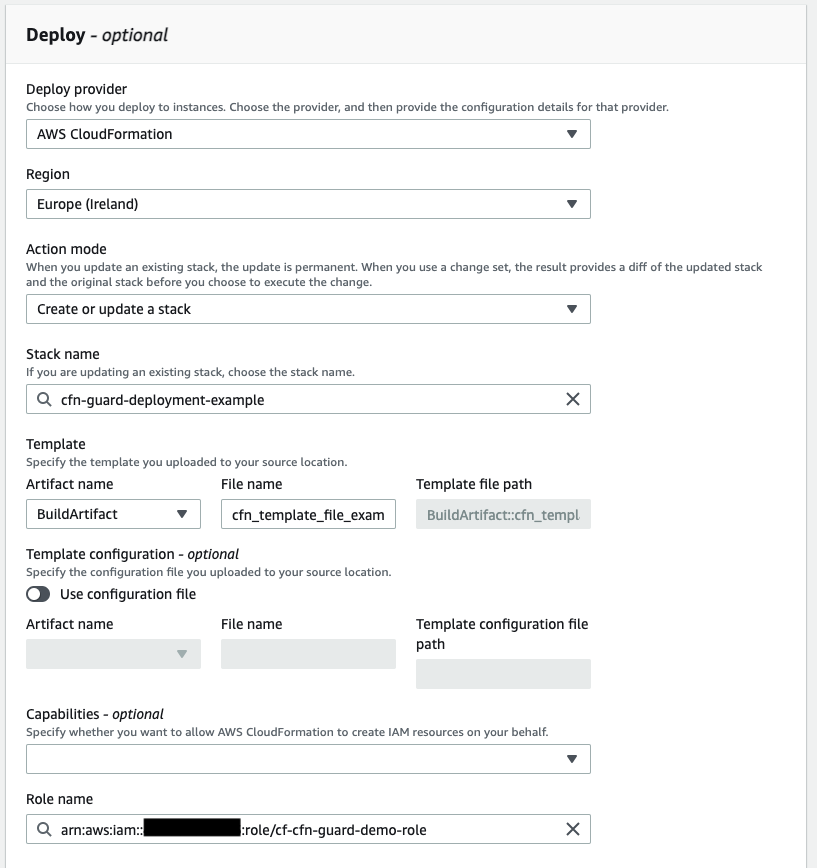 Deploy - optional
Deploy provider
Choose how you deploy to instances. Choose the provider, and then provide the configuration details for that provider.
AWS CloudFormation
Region
Europe (Ireland)
Action mode
When you update an existing stack, the update is permanent. When you use a change set, the result provides a diff of the updated stack
and the original stack before you choose to execute the change.
Create or update a stack
Stack name
If you are updating an existing stack, choose the stack name.
cfn-guard-deployment-example
Template
Specify the template you uploaded to your source location.
Artifact name File name Template file path
BuildArtifact cfn_template_file_exam BuildArtifact::cfn_templ
Template configuration - optional
Specify the configuration file you uploaded to your source location.
Use configuration file
Artifact name File name Template configuration file
path
Capabilities - optional
Specify whether you want to allow AWS CloudFormation to create IAM resources on your behalf.
Role name
arn:aws:iam:: :role/cf-cfn-guard-demo-role